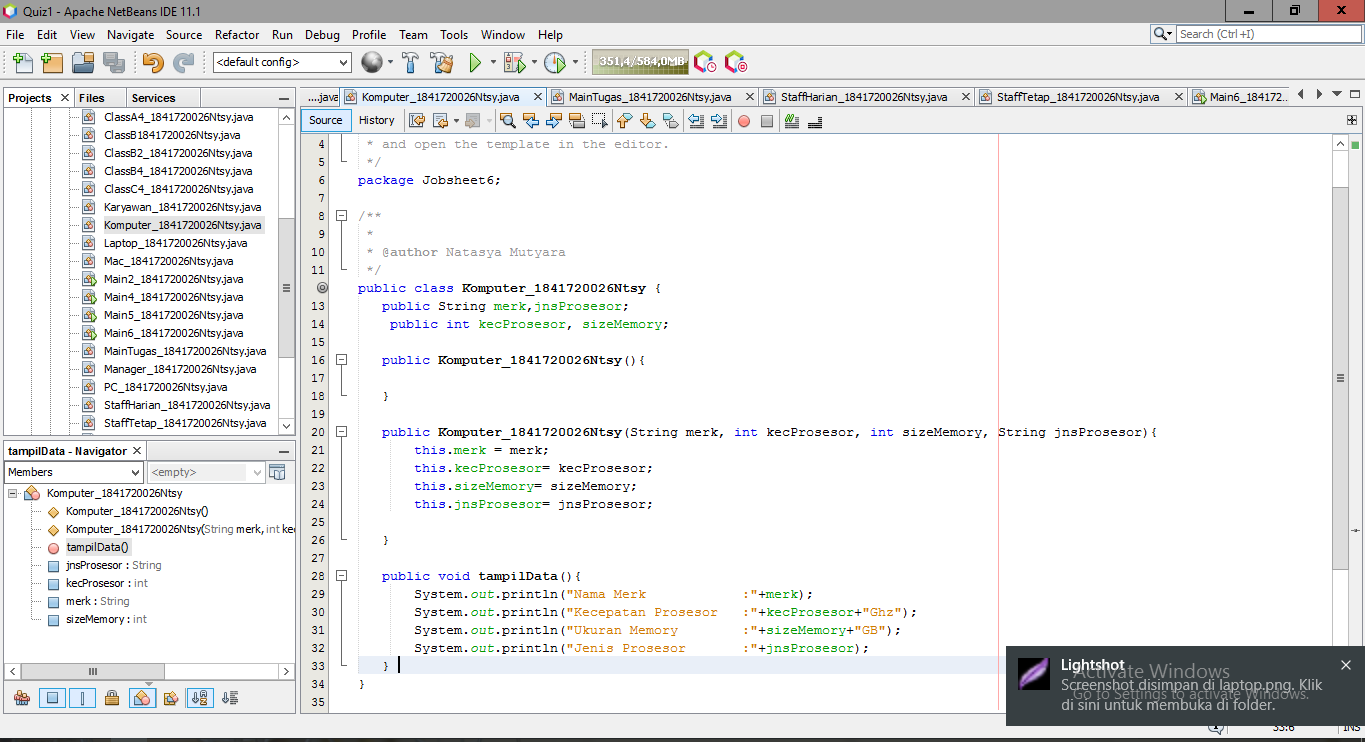 Quiz1 - Apache NetBeans IDE 11.1
File Edit View Navigate Source Refactor Run Debug Profile Team Tools Window Help
Search (Ctrl+I)
<default config>
351,4/584,0MB
Projects Files Services
ClassA4_1841720026Ntsy.java
ClassB1841720026Ntsy.java
ClassB2_1841720026Ntsy.java
ClassB4_1841720026Ntsy.java
ClassC4_1841720026Ntsy.java
Karyawan_1841720026Ntsy.java
Komputer_1841720026Ntsy.java
Laptop_1841720026Ntsy.java
Mac_1841720026Ntsy.java
Main2_1841720026Ntsy.java
Main4_1841720026Ntsy.java
Main5_1841720026Ntsy.java
Main6_1841720026Ntsy.java
MainTugas_1841720026Ntsy.java
Manager_1841720026Ntsy.java
PC_1841720026Ntsy.java
StaffHarian_1841720026Ntsy.java
StaffTetap_1841720026Ntsy.java
tampilData - Navigator
Members
<empty>
Komputer_1841720026Ntsy
Komputer_1841720026Ntsy()
Komputer_1841720026Ntsy(String merk, int ke
tampilData()
jnsProsesor : String
kecProsesor : int
merk : String
sizeMemory : int
....java Komputer_1841720026Ntsy.java MainTugas_1841720026Ntsy.java StaffHarian_1841720026Ntsy.java StaffTetap_1841720026Ntsy.java Main6_184172...
Source History
4 * and open the template in the editor.
5 */
6 package Jobsheet6;
7
8 /**
9 *
10 * @author Natasya Mutyara
11 */
public class Komputer_1841720026Ntsy {
13 public String merk,jnsProsesor;
14 public int kecProsesor, sizeMemory;
15
16 public Komputer_1841720026Ntsy(){
17
18 }
19
20 public Komputer_1841720026Ntsy(String merk, int kecProsesor, int sizeMemory, String jnsProsesor){
21 this.merk = merk;
22 this.kecProsesor= kecProsesor;
23 this.sizeMemory= sizeMemory;
24 this.jnsProsesor= jnsProsesor;
25
26 }
27
28 public void tampilData(){
29 System.out.println("Nama Merk :"+merk);
30 System.out.println("Kecepatan Prosesor :"+kecProsesor+"Ghz");
31 System.out.println("Ukuran Memory :"+sizeMemory+"GB");
32 System.out.println("Jenis Prosesor :"+jnsProsesor);
33 }
34 }
35
Lightshot
Activate Windows
Screenshot disimpan di laptop.png. Klik
Go to Settings to activate Windows.
di sini untuk membuka di folder.
33:6 INS